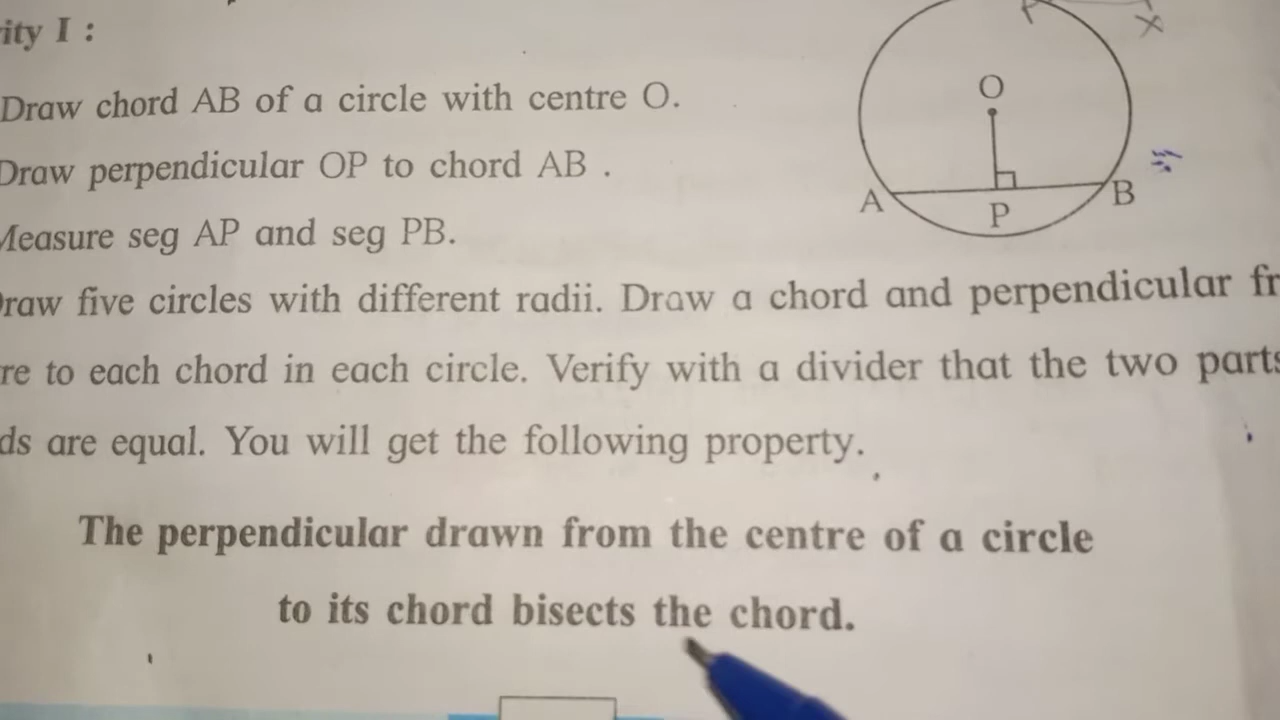 ity I :
Draw chord AB of a circle with centre O.
Draw perpendicular OP to chord AB .
Measure seg AP and seg PB.
raw five circles with different radii. Draw a chord and perpendicular fr
re to each chord in each circle. Verify with a divider that the two parts
ds are equal. You will get the following property.
The perpendicular drawn from the centre of a circle
to its chord bisects the chord.
X
O
A
P
B